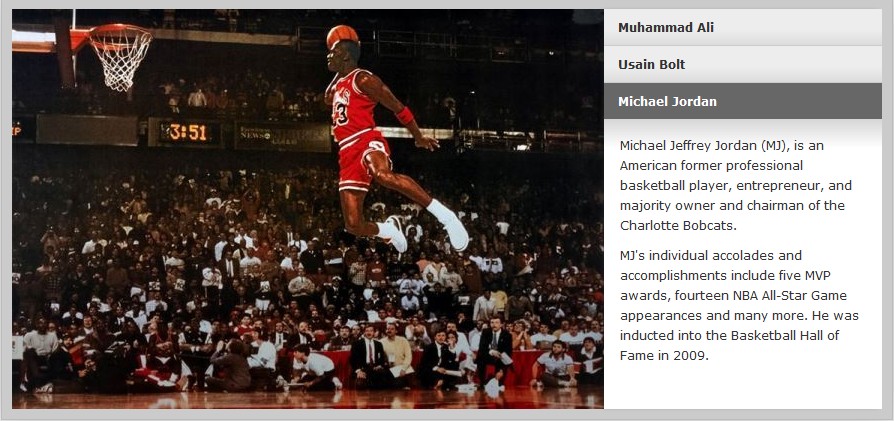 3:51
3
Muhammad Ali
Usain Bolt
Michael Jordan
Michael Jeffrey Jordan (MJ), is an
American former professional
basketball player, entrepreneur, and
majority owner and chairman of the
Charlotte Bobcats.
MJ's individual accolades and
accomplishments include five MVP
awards, fourteen NBA All-Star Game
appearances and many more. He was
inducted into the Basketball Hall of
Fame in 2009.